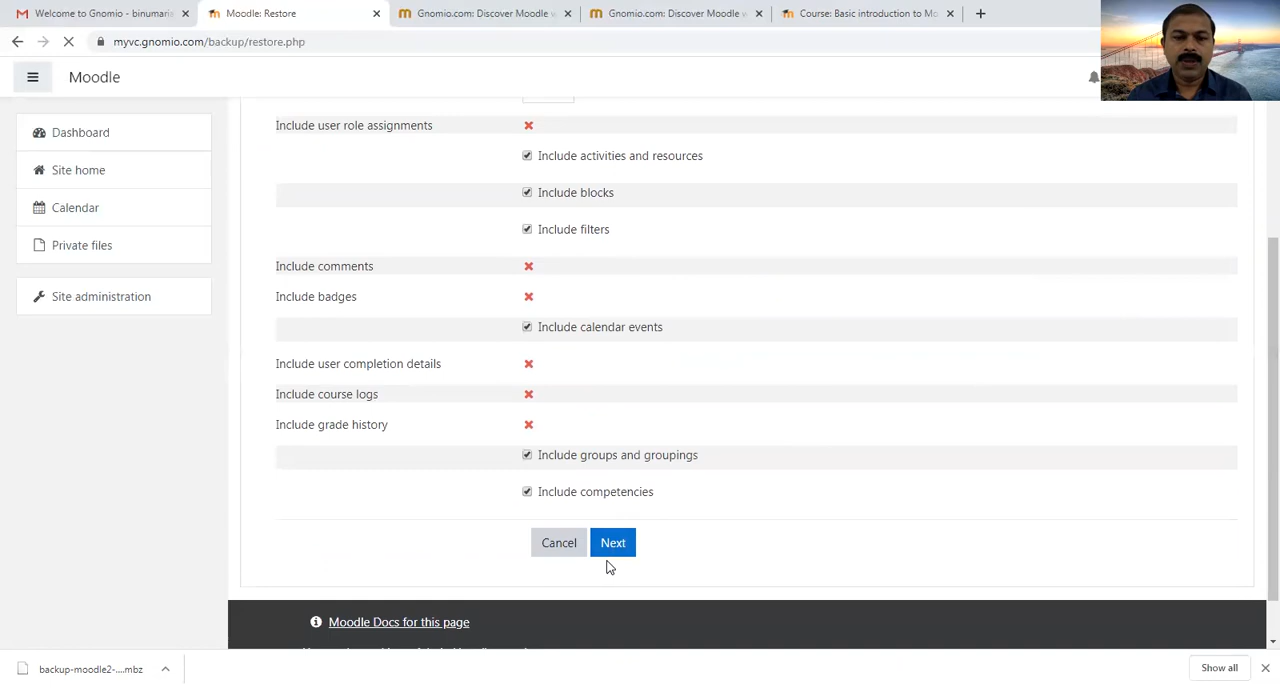 Welcome to Gnomio - binumaris
Moodle: Restore
Gnomio.com: Discover Moodle v
Gnomio.com: Discover Moodle v
Course: Basic introduction to Mo
myvc.gnomio.com/backup/restore.php
Moodle
Dashboard
Site home
Calendar
Private files
Site administration
Include user role assignments
Include activities and resources
Include blocks
Include filters
Include comments
Include badges
Include calendar events
Include user completion details
Include course logs
Include grade history
Include groups and groupings
Include competencies
Cancel
Next
Moodle Docs for this page
backup-moodle2-....mbz
Show all